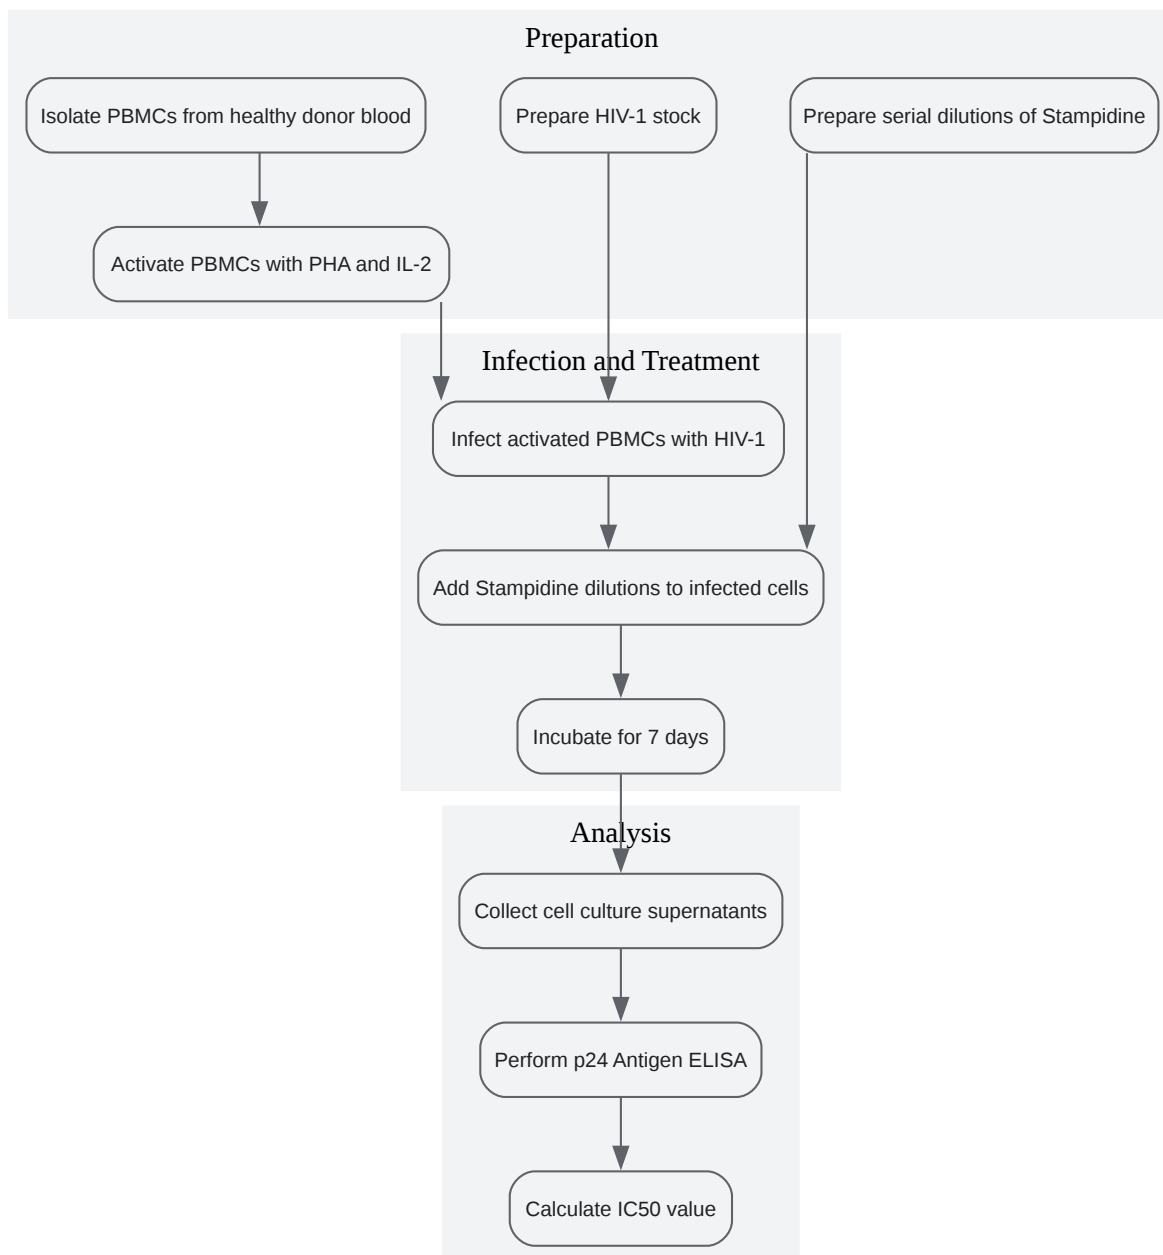 Preparation
Isolate PBMCs from healthy donor blood
Prepare HIV-1 stock
Prepare serial dilutions of Stampidine
Activate PBMCs with PHA and IL-2
Infection and Treatment
Infect activated PBMCs with HIV-1
Add Stampidine dilutions to infected cells
Incubate for 7 days
Analysis
Collect cell culture supernatants
Perform p24 Antigen ELISA
Calculate IC50 value